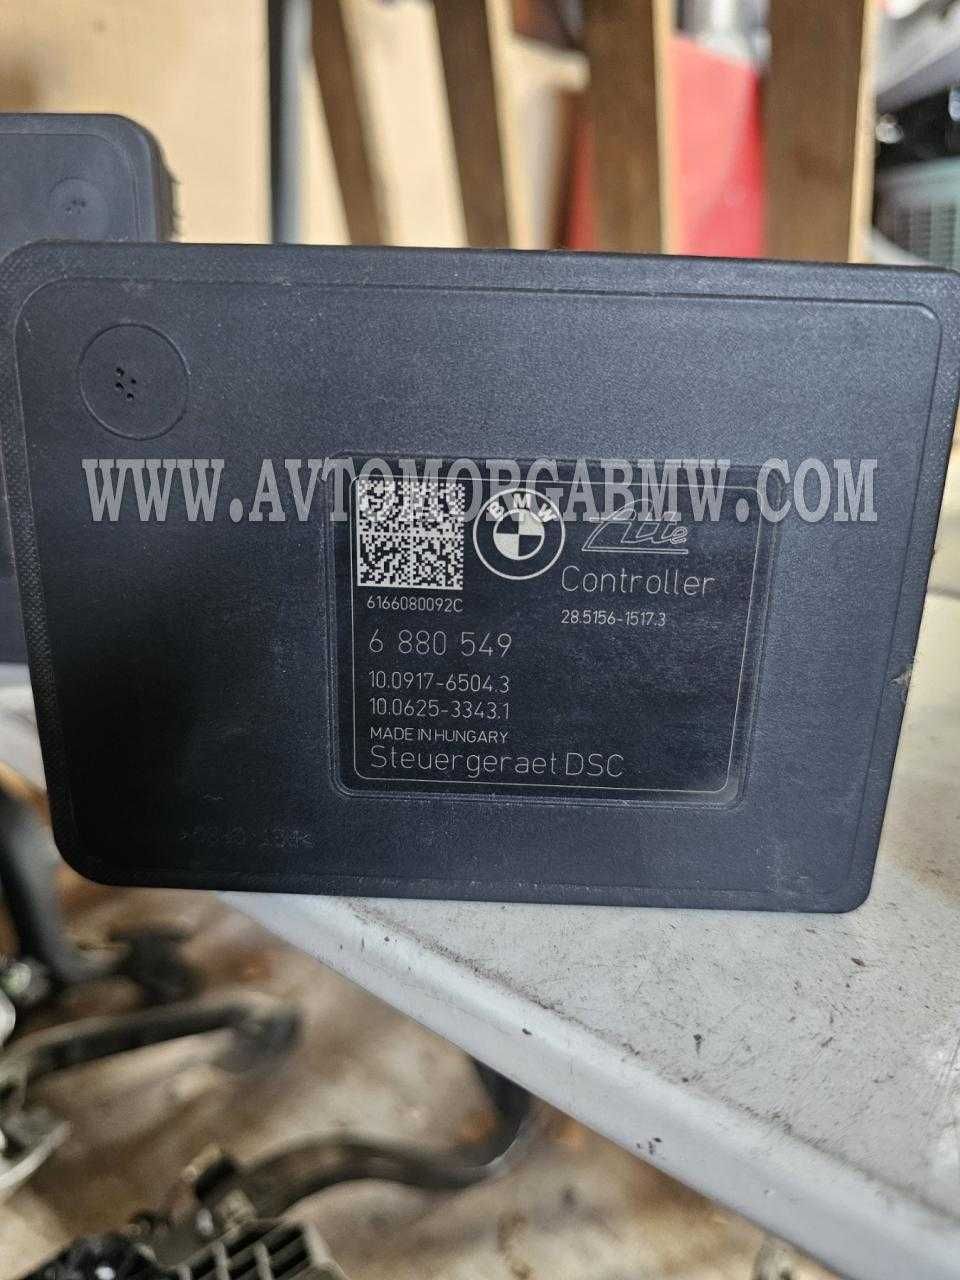 WWW.AVTOMORGABMW.COM
BMW
Ate
Controller
6166080092C
28.5156-1517.3
6 880 549
10.0917-6504.3
10.0625-3343.1
MADE IN HUNGARY
Steuergeraet DSC